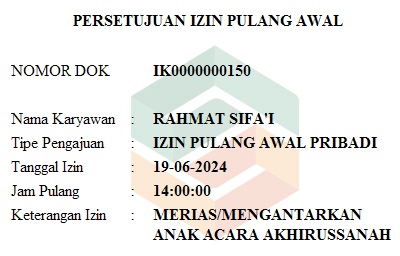 PERSETUJUAN IZIN PULANG AWAL
NOMOR DOK IK0000000150
Nama Karyawan : RAHMAT SIFA'I
Tipe Pengajuan : IZIN PULANG AWAL PRIBADI
Tanggal Izin : 19-06-2024
Jam Pulang : 14:00:00
Keterangan Izin : MERIAS/MENGANTARKAN
ANAK ACARA AKHIRUSSANAH